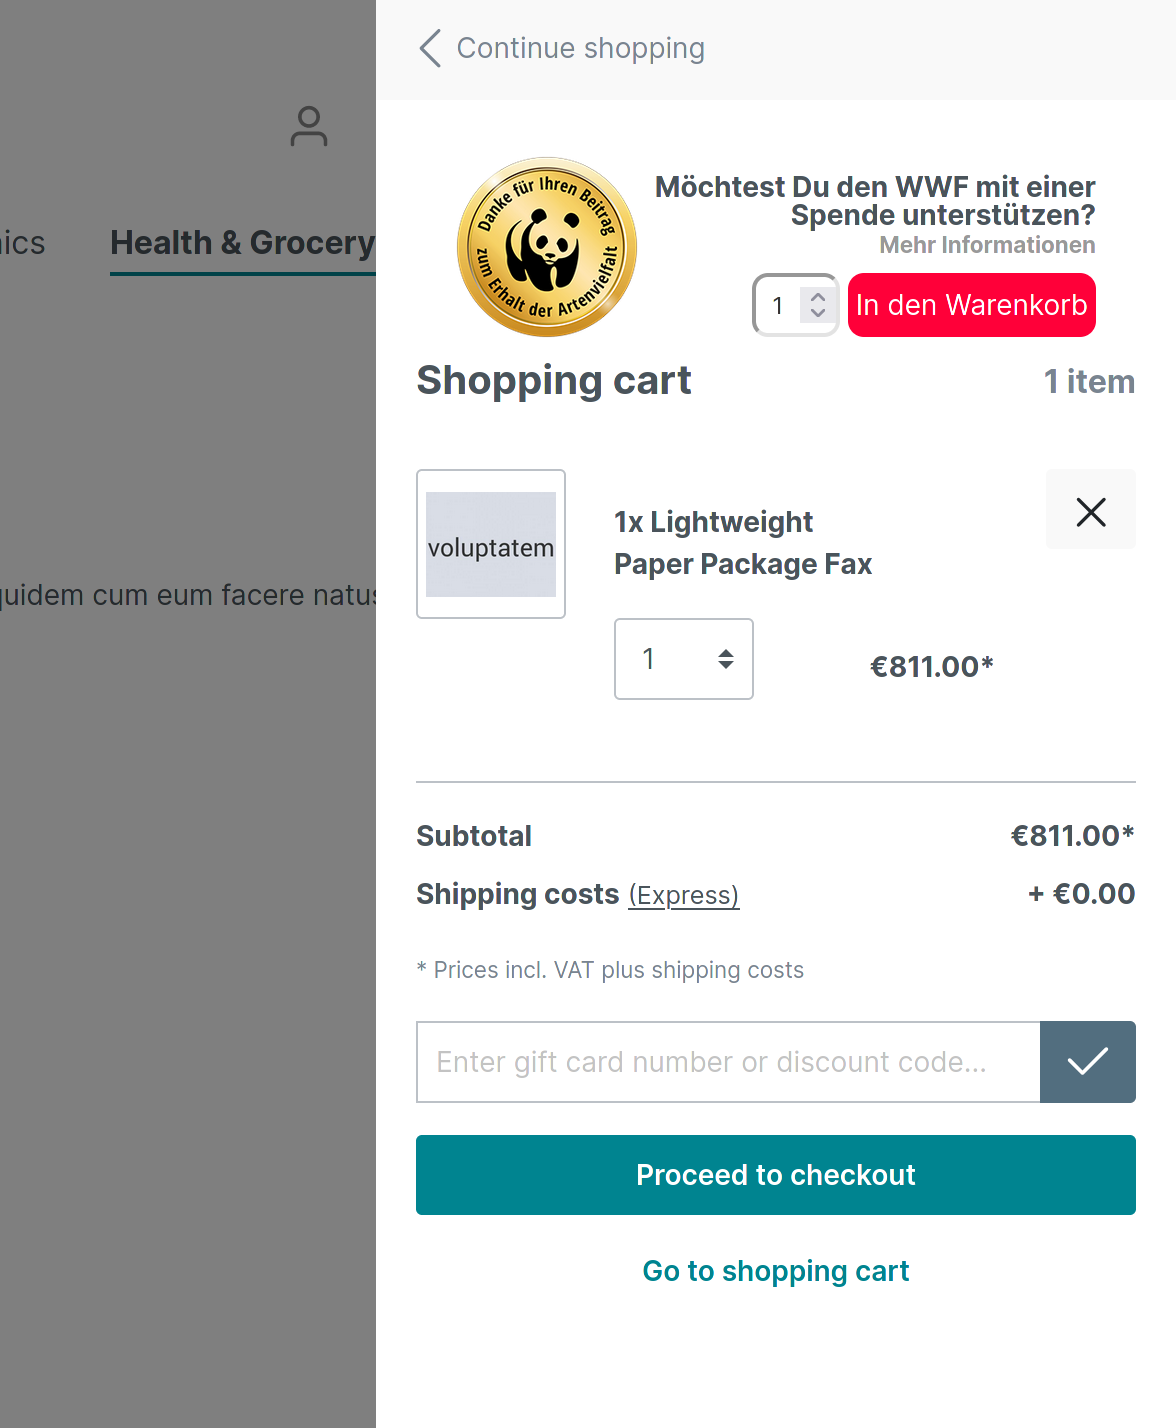 Continue shopping
Danke für Ihren Beitrag
zum Erhalt der Artenvielfalt
Möchtest Du den WWF mit einer
Spende unterstützen?
Mehr Informationen
1
In den Warenkorb
Health & Grocery
Shopping cart
1 item
voluptatem
1x Lightweight
Paper Package Fax
cum eum facere
1
€811.00*
Subtotal
€811.00*
Shipping costs (Express)
+ €0.00
* Prices incl. VAT plus shipping costs
Enter gift card number or discount code...
Proceed to checkout
Go to shopping cart